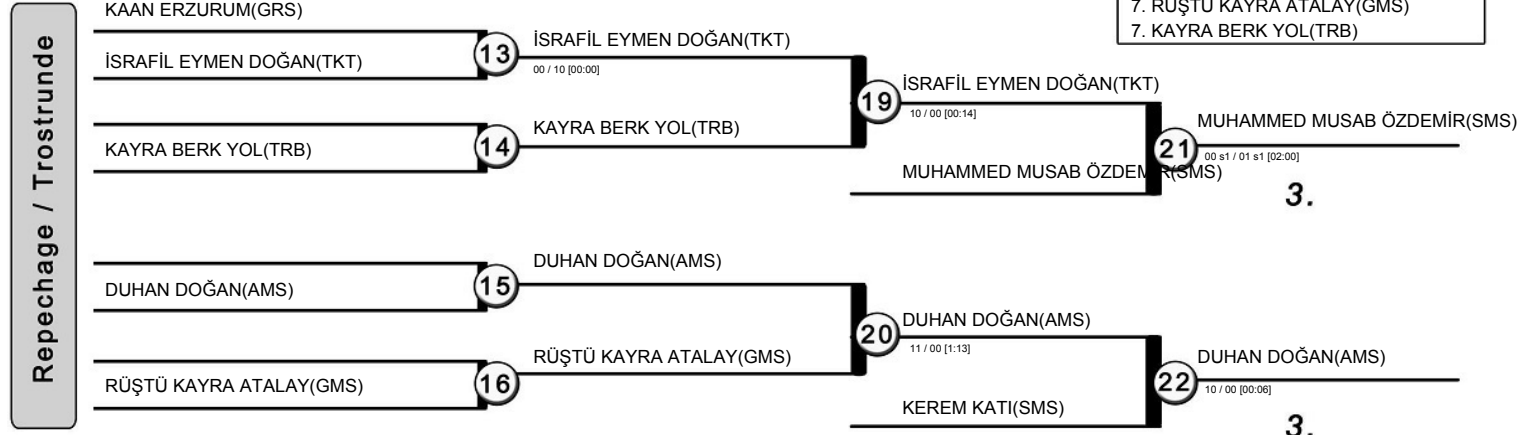 KAAN ERZURUM(GRS)
7. RÜŞTÜ KAYRA ATALAY(GMS)
7. KAYRA BERK YOL(TRB)
Repechage / Trostrunde
İSRAFİL EYMEN DOĞAN(TKT)
13
İSRAFİL EYMEN DOĞAN(TKT)
00 / 10 [00:00]
19
İSRAFİL EYMEN DOĞAN(TKT)
10 / 00 [00:14]
KAYRA BERK YOL(TRB)
14
KAYRA BERK YOL(TRB)
21
MUHAMMED MUSAB ÖZDEMİR(SMS)
00 s1 / 01 s1 [02:00]
MUHAMMED MUSAB ÖZDEMİR(SMS)
3.
DUHAN DOĞAN(AMS)
15
DUHAN DOĞAN(AMS)
20
DUHAN DOĞAN(AMS)
11 / 00 [1:13]
RÜŞTÜ KAYRA ATALAY(GMS)
16
RÜŞTÜ KAYRA ATALAY(GMS)
22
DUHAN DOĞAN(AMS)
10 / 00 [00:06]
KEREM KATI(SMS)
3.